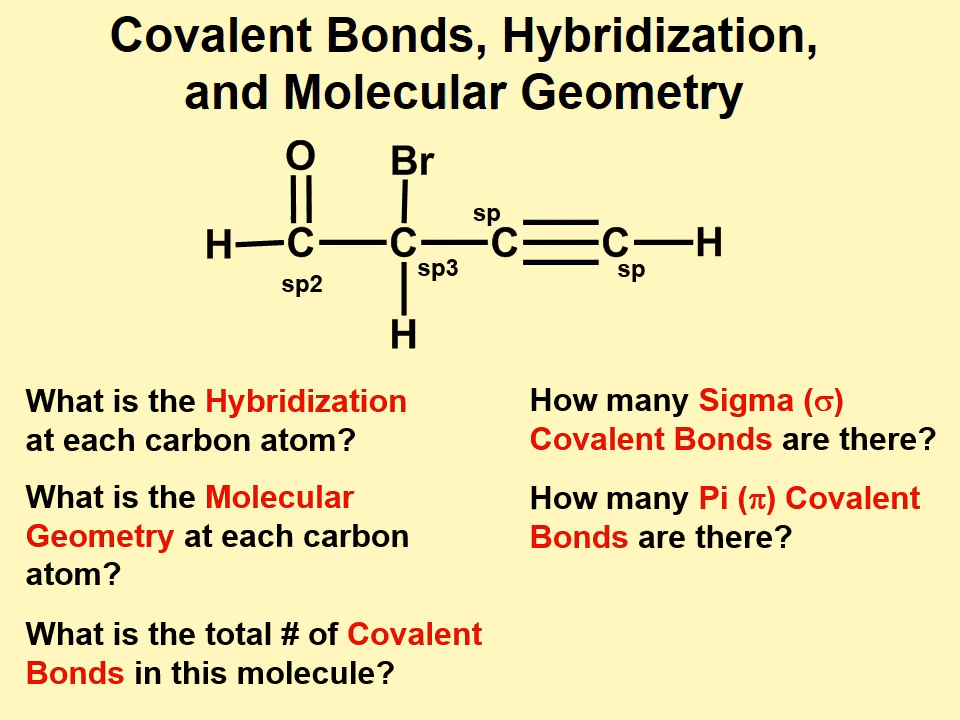 Covalent Bonds, Hybridization,
and Molecular Geometry
O Br
sp
H C C C C H
sp2 sp3 sp
H
What is the Hybridization
at each carbon atom?
What is the Molecular
Geometry at each carbon
atom?
What is the total # of Covalent
Bonds in this molecule?
How many Sigma (σ)
Covalent Bonds are there?
How many Pi (π) Covalent
Bonds are there?